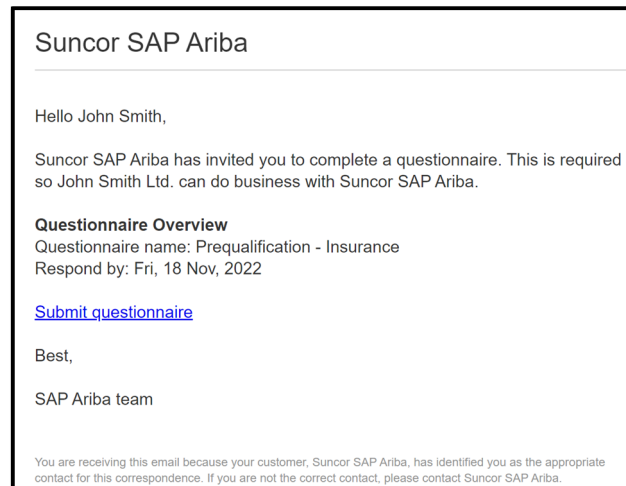 Suncor SAP Ariba
Hello John Smith,
Suncor SAP Ariba has invited you to complete a questionnaire. This is required
so John Smith Ltd. can do business with Suncor SAP Ariba.
Questionnaire Overview
Questionnaire name: Prequalification - Insurance
Respond by: Fri, 18 Nov, 2022
Submit questionnaire
Best,
SAP Ariba team
You are receiving this email because your customer, Suncor SAP Ariba, has identified you as the appropriate
contact for this correspondence. If you are not the correct contact, please contact Suncor SAP Ariba.